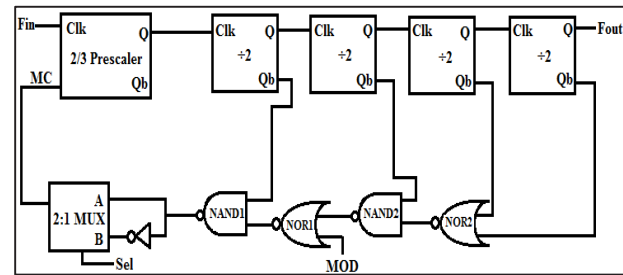 Fin
Clk Q
2/3 Prescaler
Qb
Clk Q
÷2
Qb
Clk Q
÷2
Qb
Clk Q
÷2
Qb
Clk Q
÷2
Qb
Fout
MC
A
2:1 MUX
B
Sel
NAND1
NOR1
MOD
NAND2
NOR2